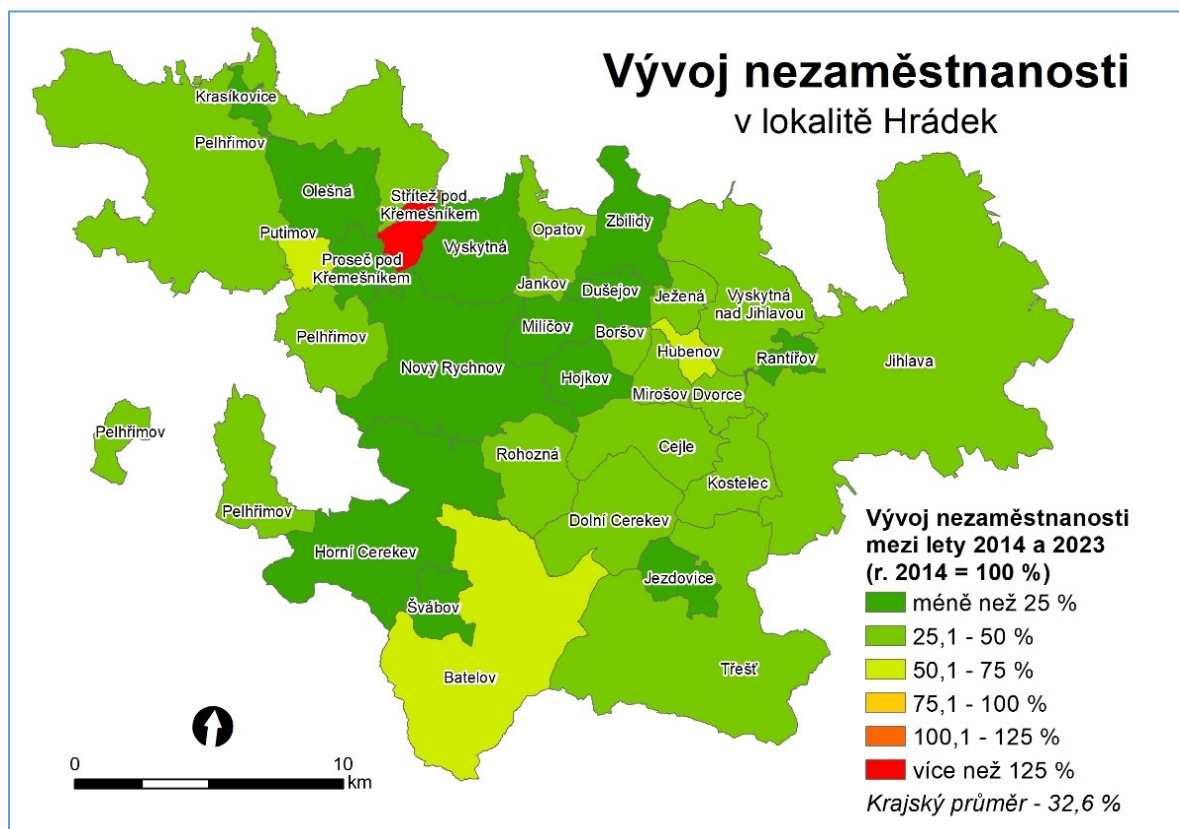 Vývoj nezaměstnanosti
v lokalitě Hrádek
Krasíkovice
Pelhřimov
Olešná
Střítež pod
Křemešníkem
Zbilidy
Opatov
Putimov
Vyskytná
Proseč pod
Křemešníkem
Jankov
Dušejov
Ježená
Vyskytná
nad Jihlavou
Milíčov
Boršov
Pelhřimov
Hubenov
Rantířov
Jihlava
Nový Rychnov
Hojkov
Mirošov
Dvorce
Pelhřimov
Rohozná
Cejle
Kostelec
Pelhřimov
Dolní Cerekev
Horní Cerekev
Jezdovice
Švábov
Batelov
Třešť
Vývoj nezaměstnanosti
mezi lety 2014 a 2023
(r. 2014 = 100 %)
méně než 25 %
25,1 - 50 %
50,1 - 75 %
75,1 - 100 %
100,1 - 125 %
více než 125 %
Krajský průměr - 32,6 %
0
10
km